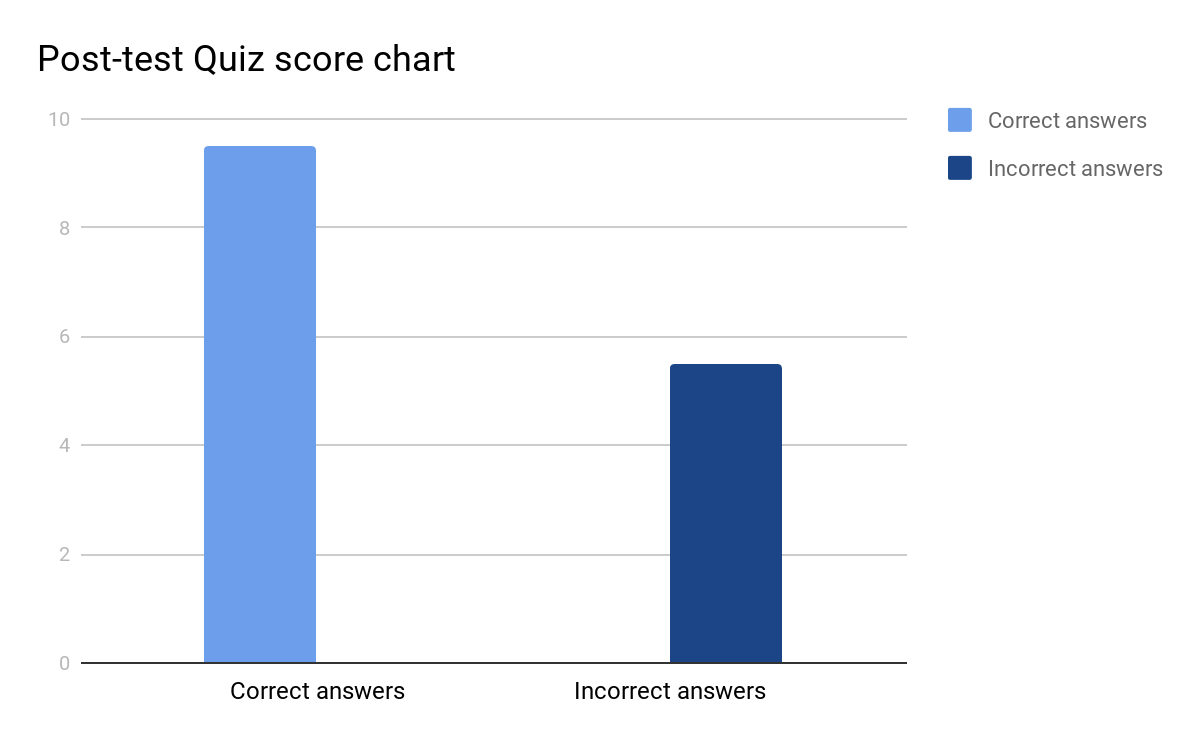 Post-test Quiz score chart
10
8
6
4
2
0
Correct answers
Incorrect answers
Correct answers
Incorrect answers